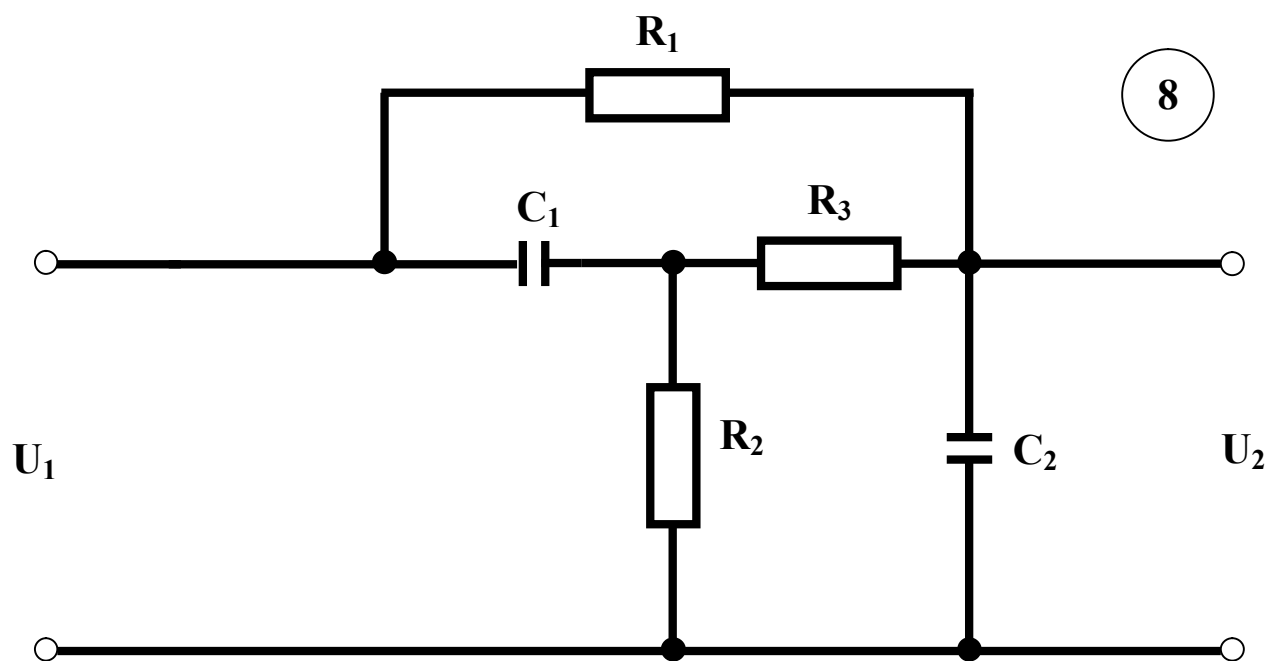 R₁
8
C₁
R₃
R₂
C₂
U₁
U₂